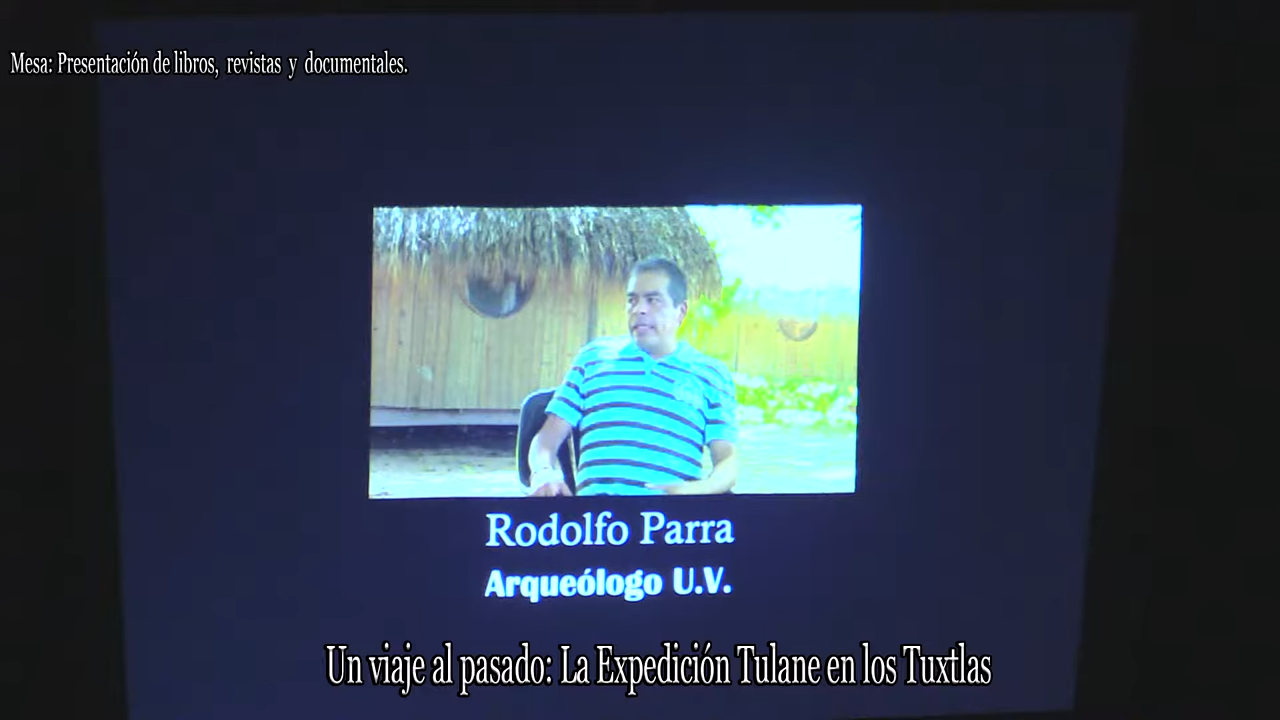 Mesa: Presentación de libros, revistas y documentales.
Rodolfo Parra
Arqueólogo U.V.
Un viaje al pasado: La Expedición Tulane en los Tuxtlas